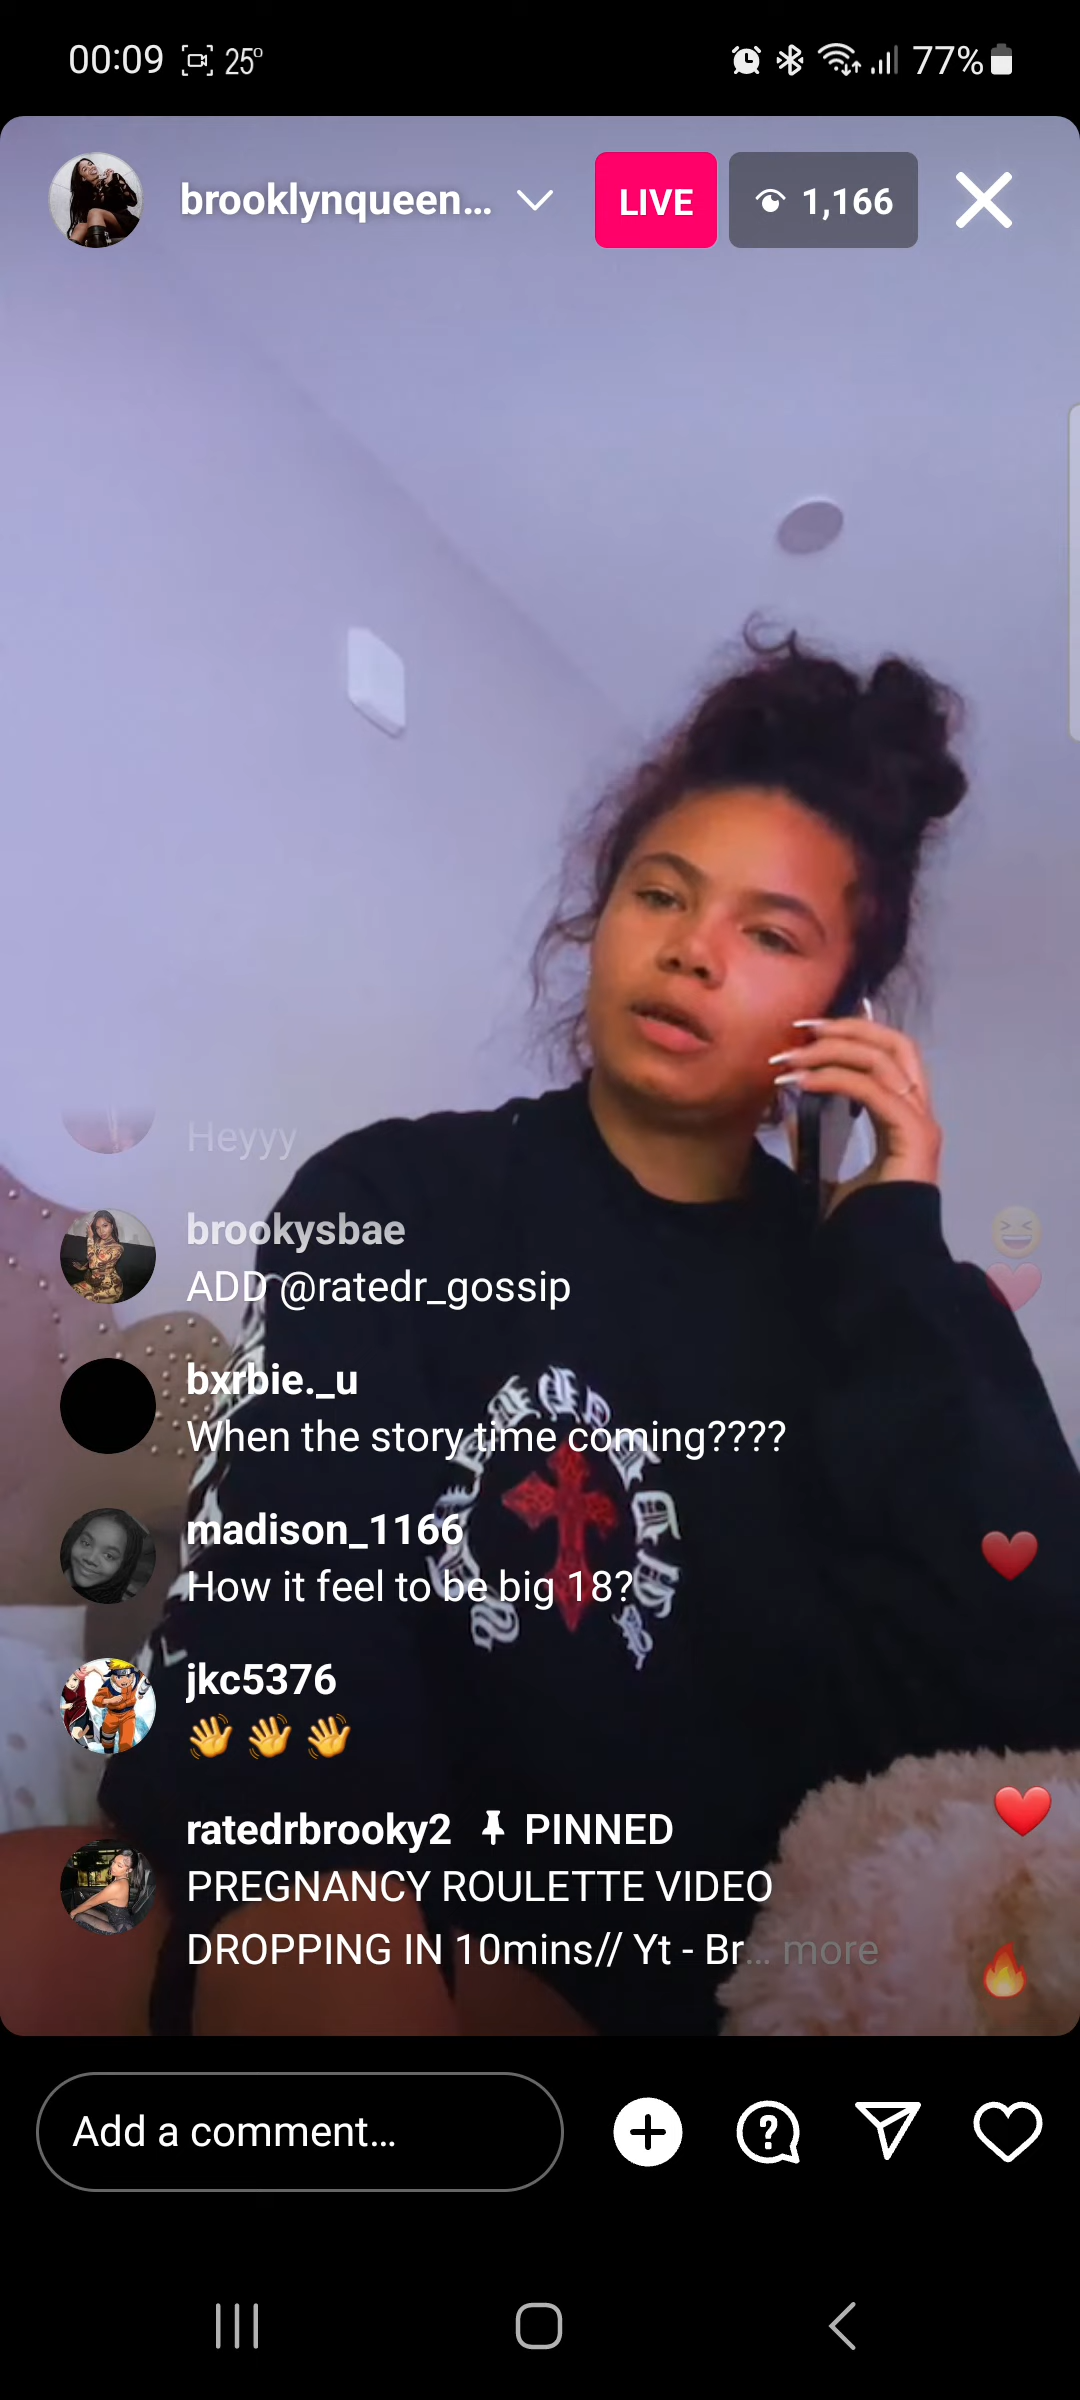 00:09 25°
77%
brooklynqueen...
LIVE
1,166
Heyyy
brookysbae
ADD @ratedr_gossip
bxrbie._u
When the story time coming????
madison_1166
How it feel to be big 18?
jkc5376
👋 👋 👋
ratedrbrooky2 PINNED
PREGNANCY ROULETTE VIDEO
DROPPING IN 10mins// Yt - Br... more
Add a comment...